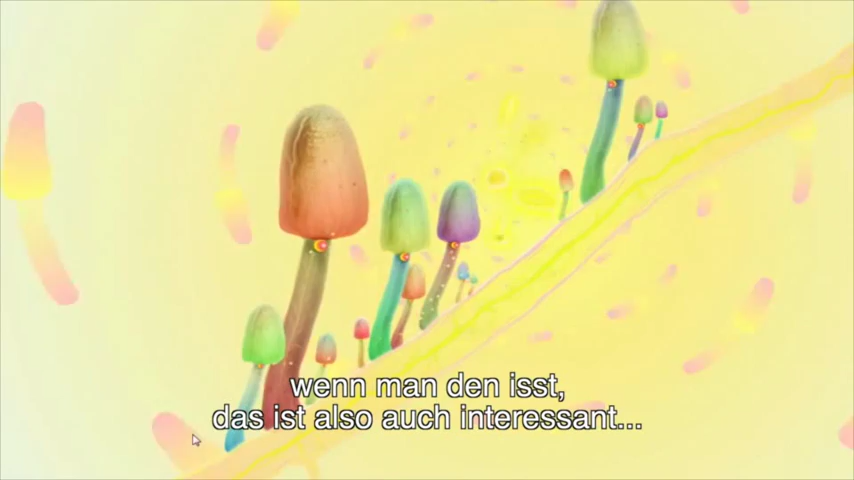 wenn man den isst,
das ist also auch interessant...